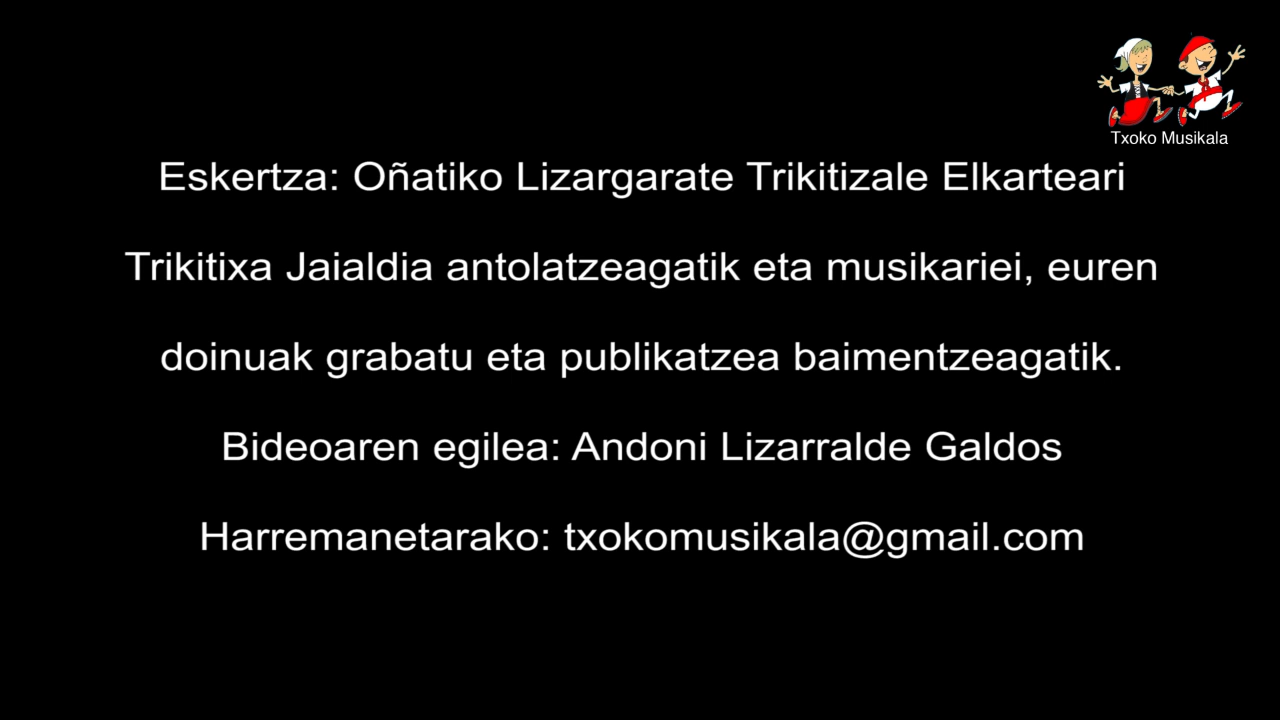 Txoko Musikala
Eskertza: Oñatiko Lizargarate Trikitizale Elkarteari
Trikitixa Jaialdia antolatzeagatik eta musikariei, euren
doinuak grabatu eta publikatzea baimentzeagatik.
Bideoaren egilea: Andoni Lizarralde Galdos
Harremanetarako: txokomusikala@gmail.com